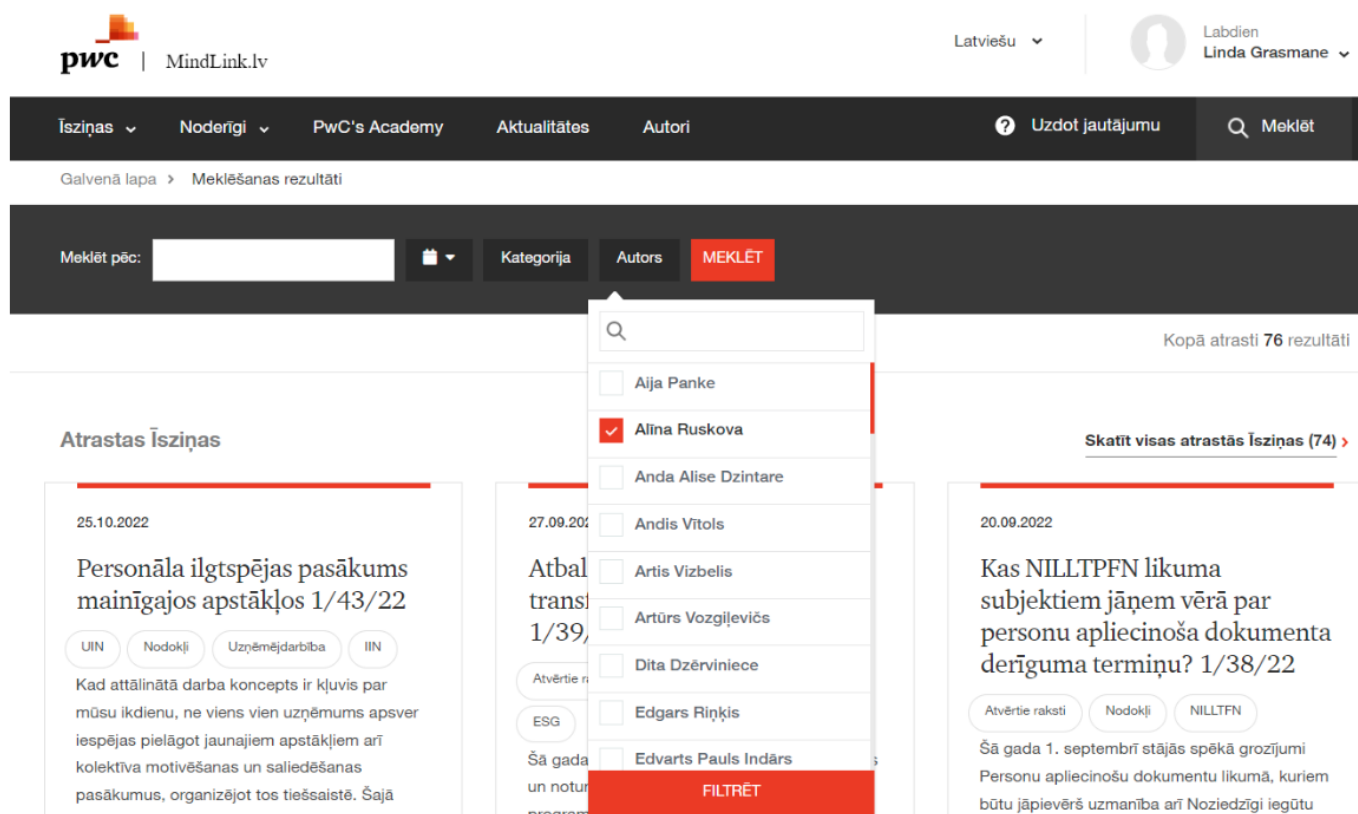 pwc | MindLink.lv
Latviešu
Labdien
Linda Grasmane
Īsziņas
Noderīgi
PwC's Academy
Aktualitātes
Autori
? Uzdot jautājumu
Meklēt
Galvenā lapa > Meklēšanas rezultāti
Meklēt pēc:
Kategorija
Autors
MEKLĒT
Kopā atrasti 76 rezultāti
Aija Panke
Alīna Ruskova
Anda Alise Dzintare
Andis Vītols
Artis Vizbelis
Artūrs Vozgiļevičs
Dita Dzērviniece
Edgars Riņķis
Edvarts Pauls Indārs
FILTRĒT
Atrastas Īsziņas
Skatīt visas atrastās Īsziņas (74) >
25.10.2022
Personāla ilgtspējas pasākums
mainīgajos apstākļos 1/43/22
UIN
Nodokļi
Uzņēmējdarbība
IIN
Kad attālinātā darba koncepts ir kļuvis par
mūsu ikdienu, ne viens vien uzņēmums apsver
iespējas pielāgot jaunajiem apstākļiem arī
kolektīva motivēšanas un saliedēšanas
pasākumus, organizējot tos tiešsaistē. Šajā
27.09.202
Atbal
1/39/
Atvērtie
ESG
Šā gada
un notur
20.09.2022
Kas NILLTPFN likuma
subjektiem jāņem vērā par
personu apliecinoša dokumenta
derīguma termiņu? 1/38/22
Atvērtie raksti
Nodokļi
NILLTFN
Šā gada 1. septembrī stājās spēkā grozījumi
Personu apliecinošu dokumentu likumā, kuriem
būtu jāpievērš uzmanība arī Noziedzīgi iegūtu